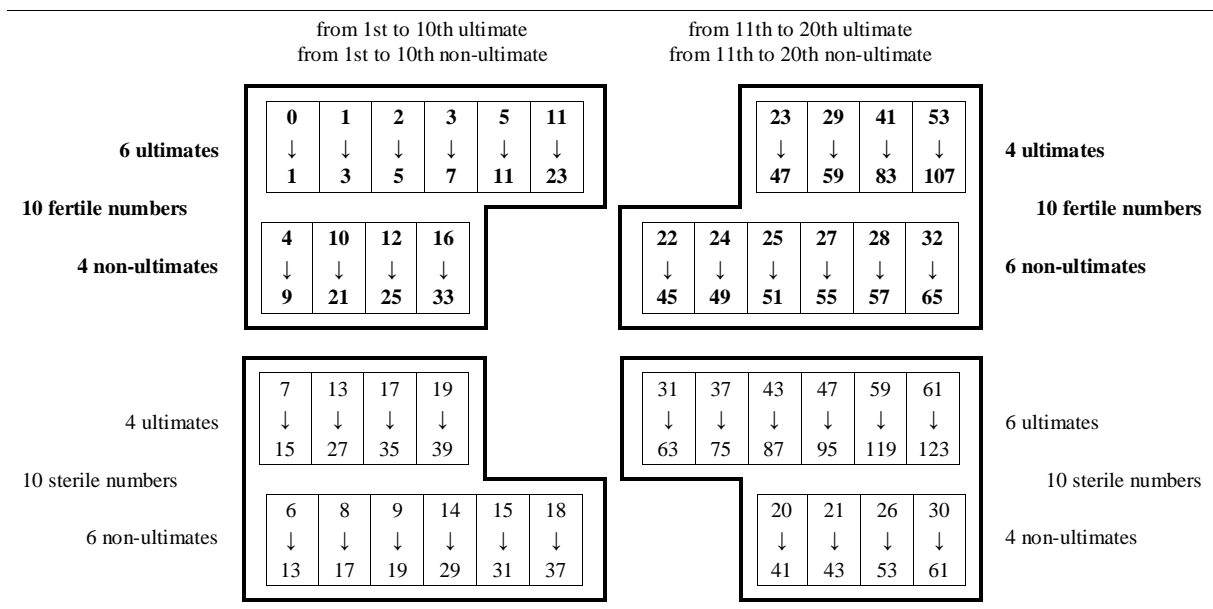 from 1st to 10th ultimate
from 1st to 10th non-ultimate
from 11th to 20th ultimate
from 11th to 20th non-ultimate
6 ultimates
10 fertile numbers
4 non-ultimates
0 1 2 3 5 11
↓ ↓ ↓ ↓ ↓ ↓
1 3 5 7 11 23
4 10 12 16
↓ ↓ ↓ ↓
9 21 25 33
23 29 41 53
↓ ↓ ↓ ↓
47 59 83 107
22 24 25 27 28 32
↓ ↓ ↓ ↓ ↓ ↓
45 49 51 55 57 65
4 ultimates
10 fertile numbers
6 non-ultimates
4 ultimates
10 sterile numbers
6 non-ultimates
7 13 17 19
↓ ↓ ↓ ↓
15 27 35 39
6 8 9 14 15 18
↓ ↓ ↓ ↓ ↓ ↓
13 17 19 29 31 37
31 37 43 47 59 61
↓ ↓ ↓ ↓ ↓ ↓
63 75 87 95 119 123
20 21 26 30
↓ ↓ ↓ ↓
41 43 53 61
6 ultimates
10 sterile numbers
4 non-ultimates